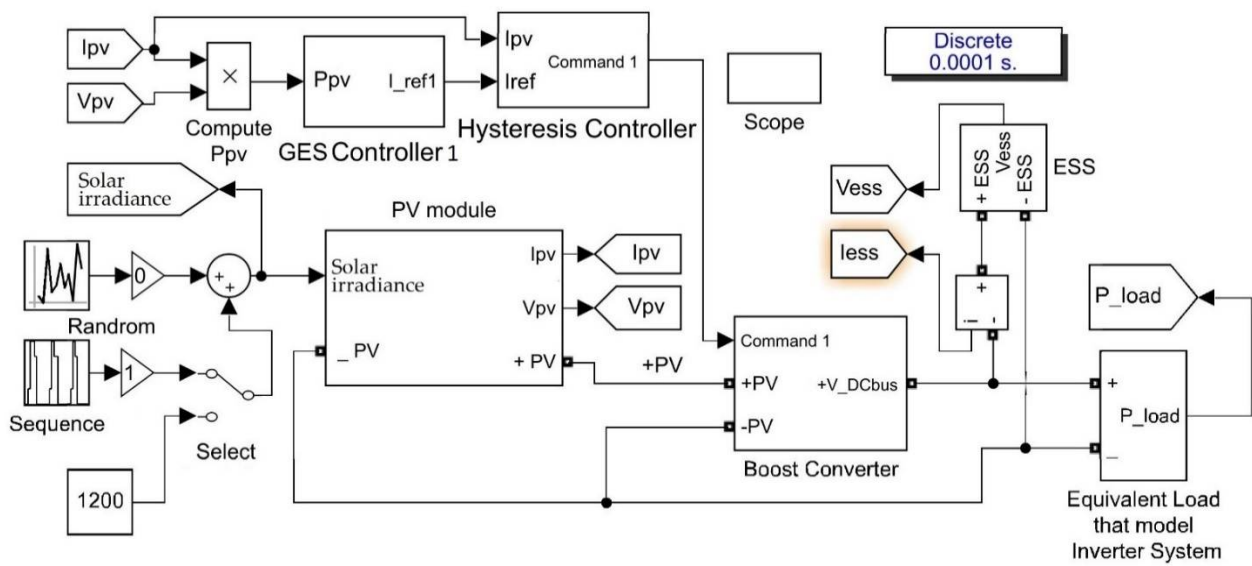 Ipv
Vpv
×
Compute
Ppv
Ppv
I_ref1
GES Controller 1
Ipv
Iref
Command 1
Hysteresis Controller
Scope
Discrete
0.0001 s.
Vess
+ ESS
Vess
- ESS
ESS
Iess
+
i
-
Solar
irradiance
PV module
Solar
irradiance
Ipv
Vpv
_ PV
+ PV
Ipv
Vpv
+PV
0
+
+
Randrom
1
Sequence
Select
1200
Command 1
+PV
-PV
+V_DCbus
Boost Converter
P_load
+
P_load
_
Equivalent Load
that model
Inverter System